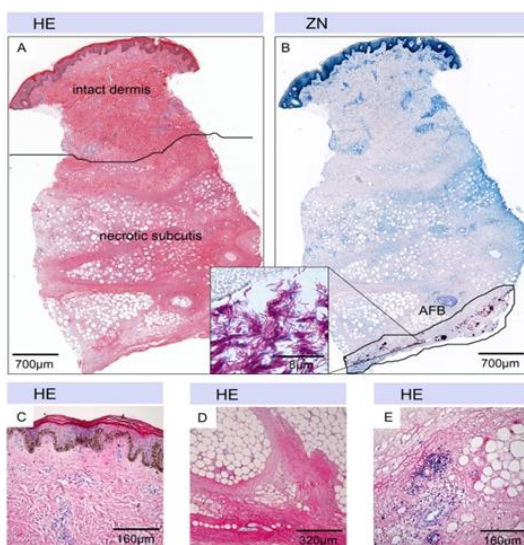 HE
ZN
A
intact dermis
necrotic subcutis
700µm
B
8µm
AFB
700µm
HE
HE
HE
C
160µm
D
320µm
E
160µm